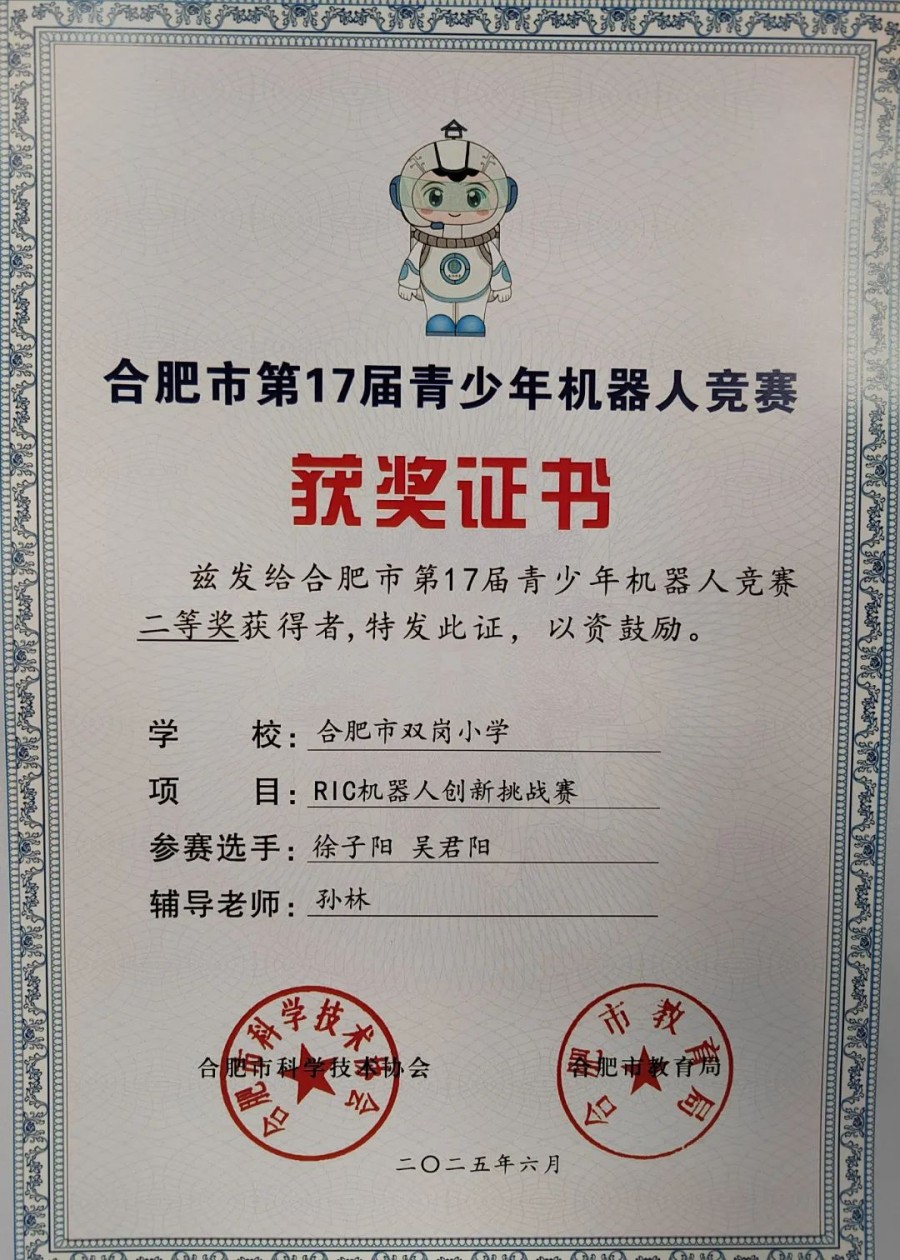 合肥市第17届青少年机器人竞赛
获奖证书
兹发给合肥市第17届青少年机器人竞赛
二等奖获得者,特发此证，以资鼓励。
学校：合肥市双岗小学
项目：RIC机器人创新挑战赛
参赛选手：徐子阳 吴君阳
辅导老师：孙林
合肥市科学技术协会
合肥市教育局
合肥市科学技术协会
合肥市教育局
二〇二五年六月